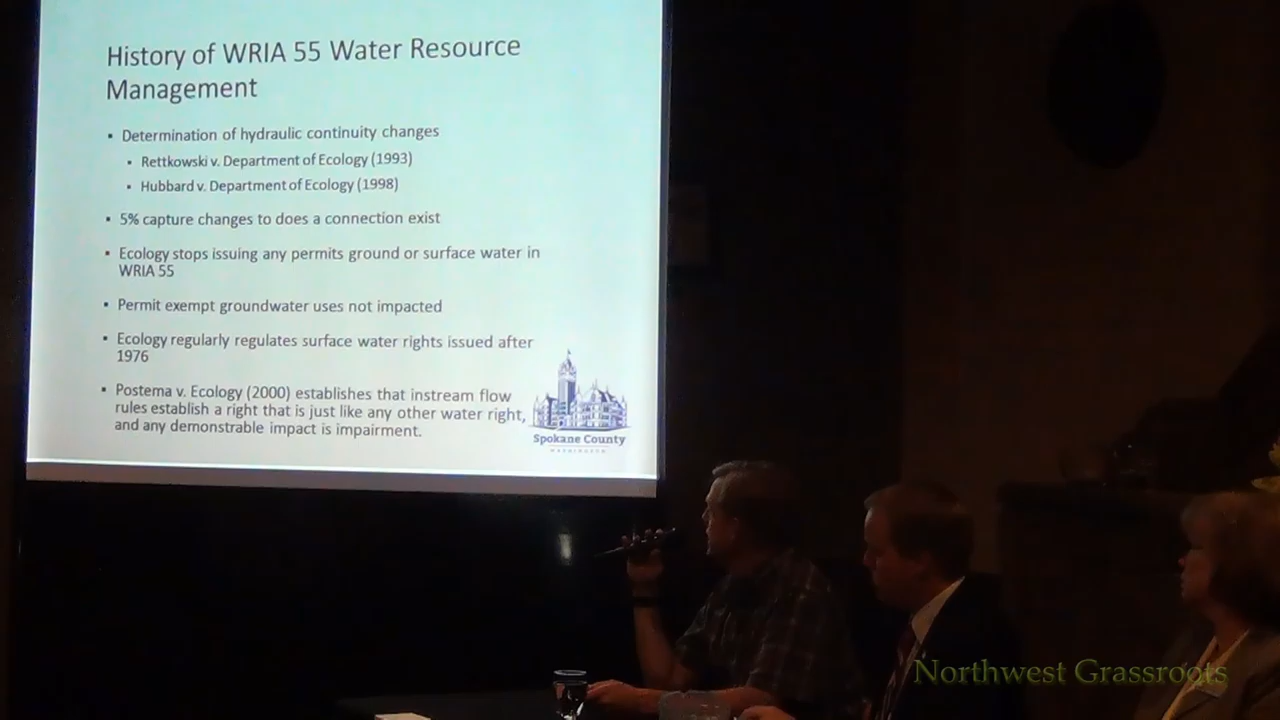 History of WRIA 55 Water Resource
Management
▪ Determination of hydraulic continuity changes
▪ Rettkowski v. Department of Ecology (1993)
▪ Hubbard v. Department of Ecology (1998)
▪ 5% capture changes to does a connection exist
▪ Ecology stops issuing any permits ground or surface water in
WRIA 55
▪ Permit exempt groundwater uses not impacted
▪ Ecology regularly regulates surface water rights issued after
1976
▪ Postema v. Ecology (2000) establishes that instream flow
rules establish a right that is just like any other water right,
and any demonstrable impact is impairment.
Spokane County
WASHINGTON
Northwest Grassroots